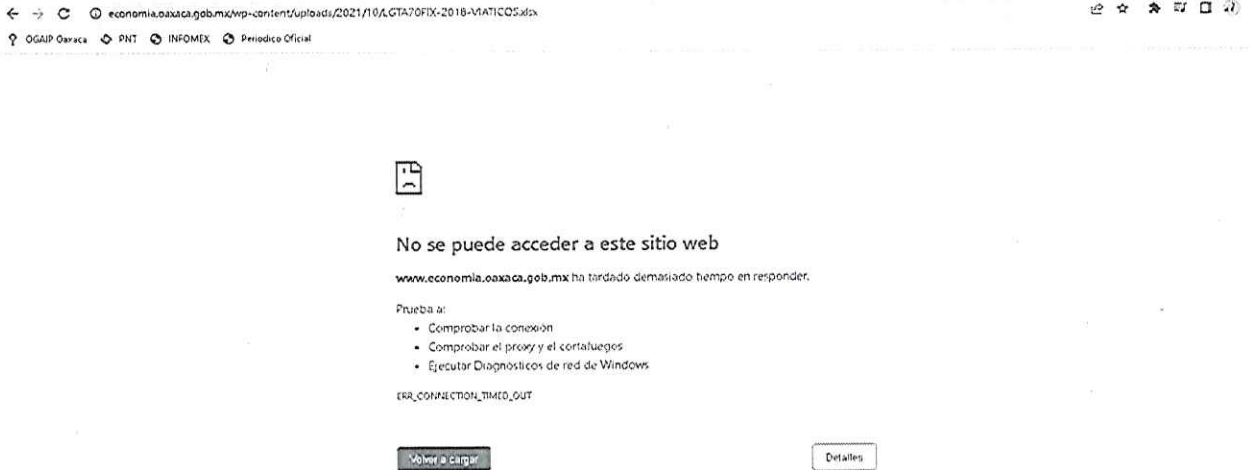 economia.oaxaca.gob.mx/wp-content/uploads/2021/10/LGTA70FIX-2018-VIATICOS.xlsx
OGAIP Oaxaca PNT INFOMEX Periodico Oficial
No se puede acceder a este sitio web
www.economia.oaxaca.gob.mx ha tardado demasiado tiempo en responder.
Prueba a:
• Comprobar la conexión
• Comprobar el proxy y el cortafuegos
• Ejecutar Diagnósticos de red de Windows
ERR_CONNECTION_TIMED_OUT
Volver a cargar Detalles